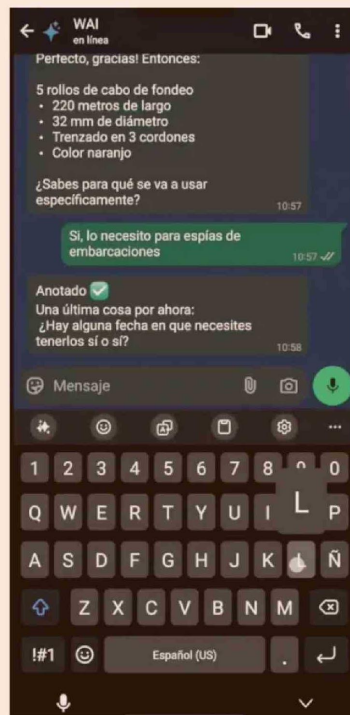 WAI
en línea
Perfecto, gracias! Entonces:
5 rollos de cabo de fondeo
• 220 metros de largo
• 32 mm de diámetro
• Trenzado en 3 cordones
• Color naranjo
¿Sabes para qué se va a usar
específicamente?
10:57
Si, lo necesito para espías de
embarcaciones
10:57
Anotado ✅
Una última cosa por ahora:
¿Hay alguna fecha en que necesites
tenerlos sí o sí?
10:58
Mensaje
1 2 3 4 5 6 7 8 0
Q W E R T Y U I L P
A S D F G H J K L Ñ
Z X C V B N M
!#1 Español (US) .